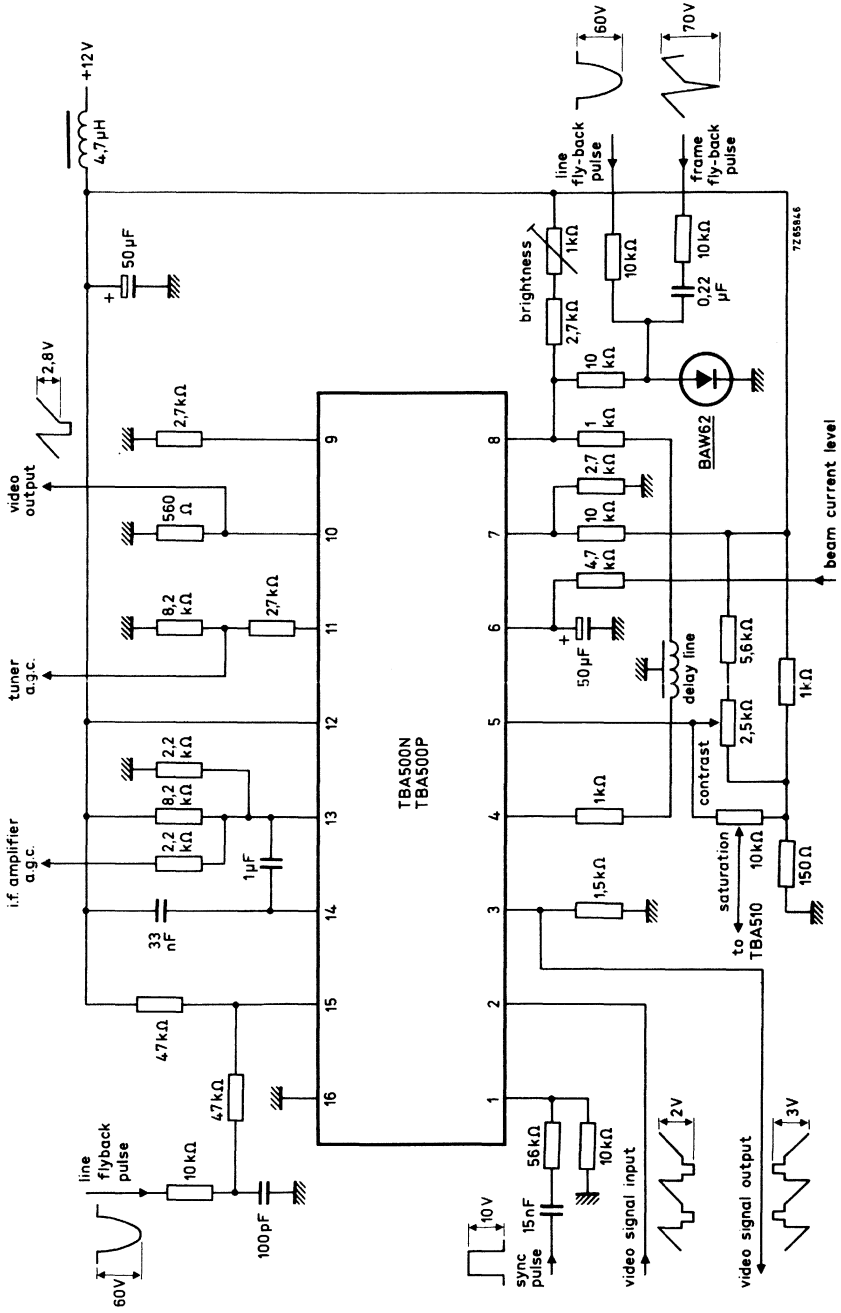 60V
line
flyback
pulse
10kΩ
100pF
47kΩ
47kΩ
33
nF
i.f. amplifier
a.g.c.
2,2
kΩ
8,2
kΩ
2,2
kΩ
1µF
tuner
a.g.c.
8,2
kΩ
2,7kΩ
video
output
560
Ω
2,7kΩ
2,8V
+
50µF
4,7µH
+12V
16
15
14
13
12
11
10
9
TBA500N
TBA500P
1
2
3
4
5
6
7
8
10V
sync
pulse
15nF
56kΩ
10kΩ
video signal input
2V
video signal output
3V
1,5kΩ
1kΩ
to
TBA510
saturation
10kΩ
150Ω
contrast
2,5kΩ
5,6kΩ
1kΩ
delay line
+
50µF
4,7
kΩ
10
kΩ
2,7
kΩ
1
kΩ
beam current level
10
kΩ
BAW62
2,7kΩ
brightness
1kΩ
10kΩ
0,22
µF
10kΩ
line
fly-back
pulse
60V
frame
fly-back
pulse
70V
7Z65846